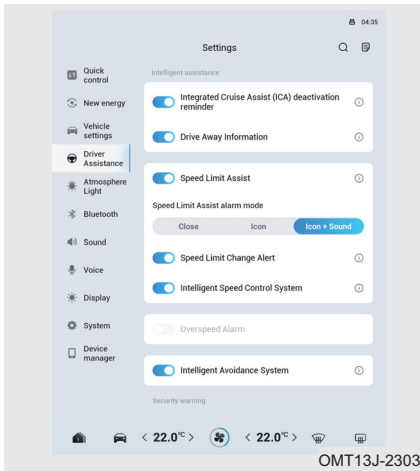 04:35
Settings
Quick
control
New energy
Vehicle
settings
Driver
Assistance
Atmosphere
Light
Bluetooth
Sound
Voice
Display
System
Device
manager
Intelligent assistance
Integrated Cruise Assist (ICA) deactivation
reminder
Drive Away Information
Speed Limit Assist
Speed Limit Assist alarm mode
Close Icon Icon + Sound
Speed Limit Change Alert
Intelligent Speed Control System
Overspeed Alarm
Intelligent Avoidance System
Security warning
< 22.0°C > < 22.0°C >
OMT13J-2303